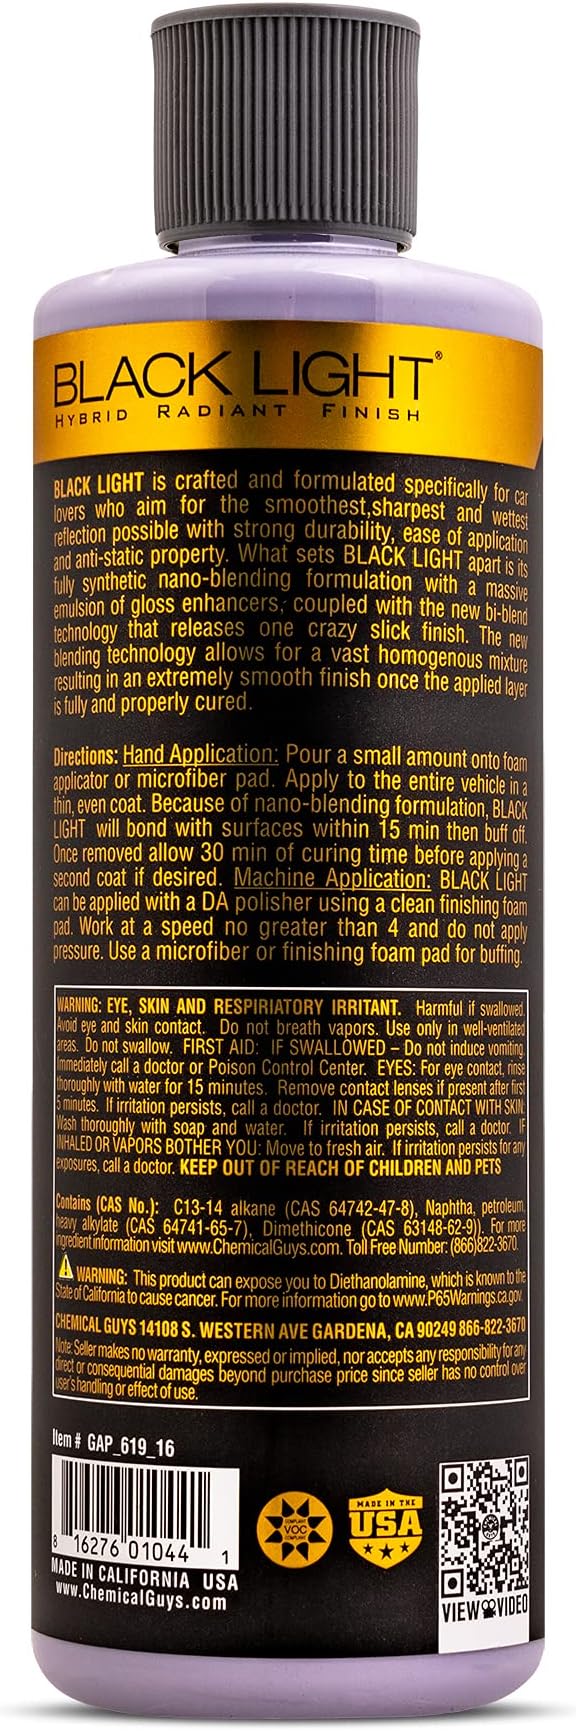 BLACK LIGHT®
HYBRID RADIANT FINISH
BLACK LIGHT is crafted and formulated specifically for car
lovers who aim for the smoothest,sharpest and wettest
reflection possible with strong durability, ease of application
and anti-static property. What sets BLACK LIGHT apart is its
fully synthetic nano-blending formulation with a massive
emulsion of gloss enhancers, coupled with the new bi-blend
technology that releases one crazy slick finish. The new
blending technology allows for a vast homogenous mixture
resulting in an extremely smooth finish once the applied layer
is fully and properly cured.
Directions: Hand Application: Pour a small amount onto foam
applicator or microfiber pad. Apply to the entire vehicle in a
thin, even coat. Because of nano-blending formulation, BLACK
LIGHT will bond with surfaces within 15 min then buff off.
Once removed allow 30 min of curing time before applying a
second coat if desired. Machine Application: BLACK LIGHT
can be applied with a DA polisher using a clean finishing foam
pad. Work at a speed no greater than 4 and do not apply
pressure. Use a microfiber or finishing foam pad for buffing.
WARNING: EYE, SKIN AND RESPIRIATORY IRRITANT. Harmful if swallowed.
Avoid eye and skin contact. Do not breath vapors. Use only in well-ventilated
areas. Do not swallow. FIRST AID: IF SWALLOWED – Do not induce vomiting.
Immediately call a doctor or Poison Control Center. EYES: For eye contact, rinse
thoroughly with water for 15 minutes. Remove contact lenses if present after first
5 minutes. If irritation persists, call a doctor. IN CASE OF CONTACT WITH SKIN:
Wash thoroughly with soap and water. If irritation persists, call a doctor. IF
INHALED OR VAPORS BOTHER YOU: Move to fresh air. If irritation persists for any
exposures, call a doctor. KEEP OUT OF REACH OF CHILDREN AND PETS
Contains (CAS No.): C13-14 alkane (CAS 64742-47-8), Naphtha, petroleum,
heavy alkylate (CAS 64741-65-7), Dimethicone (CAS 63148-62-9)). For more
ingredient information visit www.ChemicalGuys.com. Toll Free Number: (866)822-3670.
WARNING: This product can expose you to Diethanolamine, which is known to the
State of California to cause cancer. For more information go to www.P65Warnings.ca.gov.
CHEMICAL GUYS 14108 S. WESTERN AVE GARDENA, CA 90249 866-822-3670
Note: Seller makes no warranty, expressed or implied, nor accepts any responsibility for any
direct or consequential damages beyond purchase price since seller has no control over
user's handling or effect of use.
Item # GAP_619_16
8 16276 01044 1
MADE IN CALIFORNIA USA
www.ChemicalGuys.com
COMPLIANT
VOC
COMPLIANT
MADE IN THE
USA
VIEW VIDEO